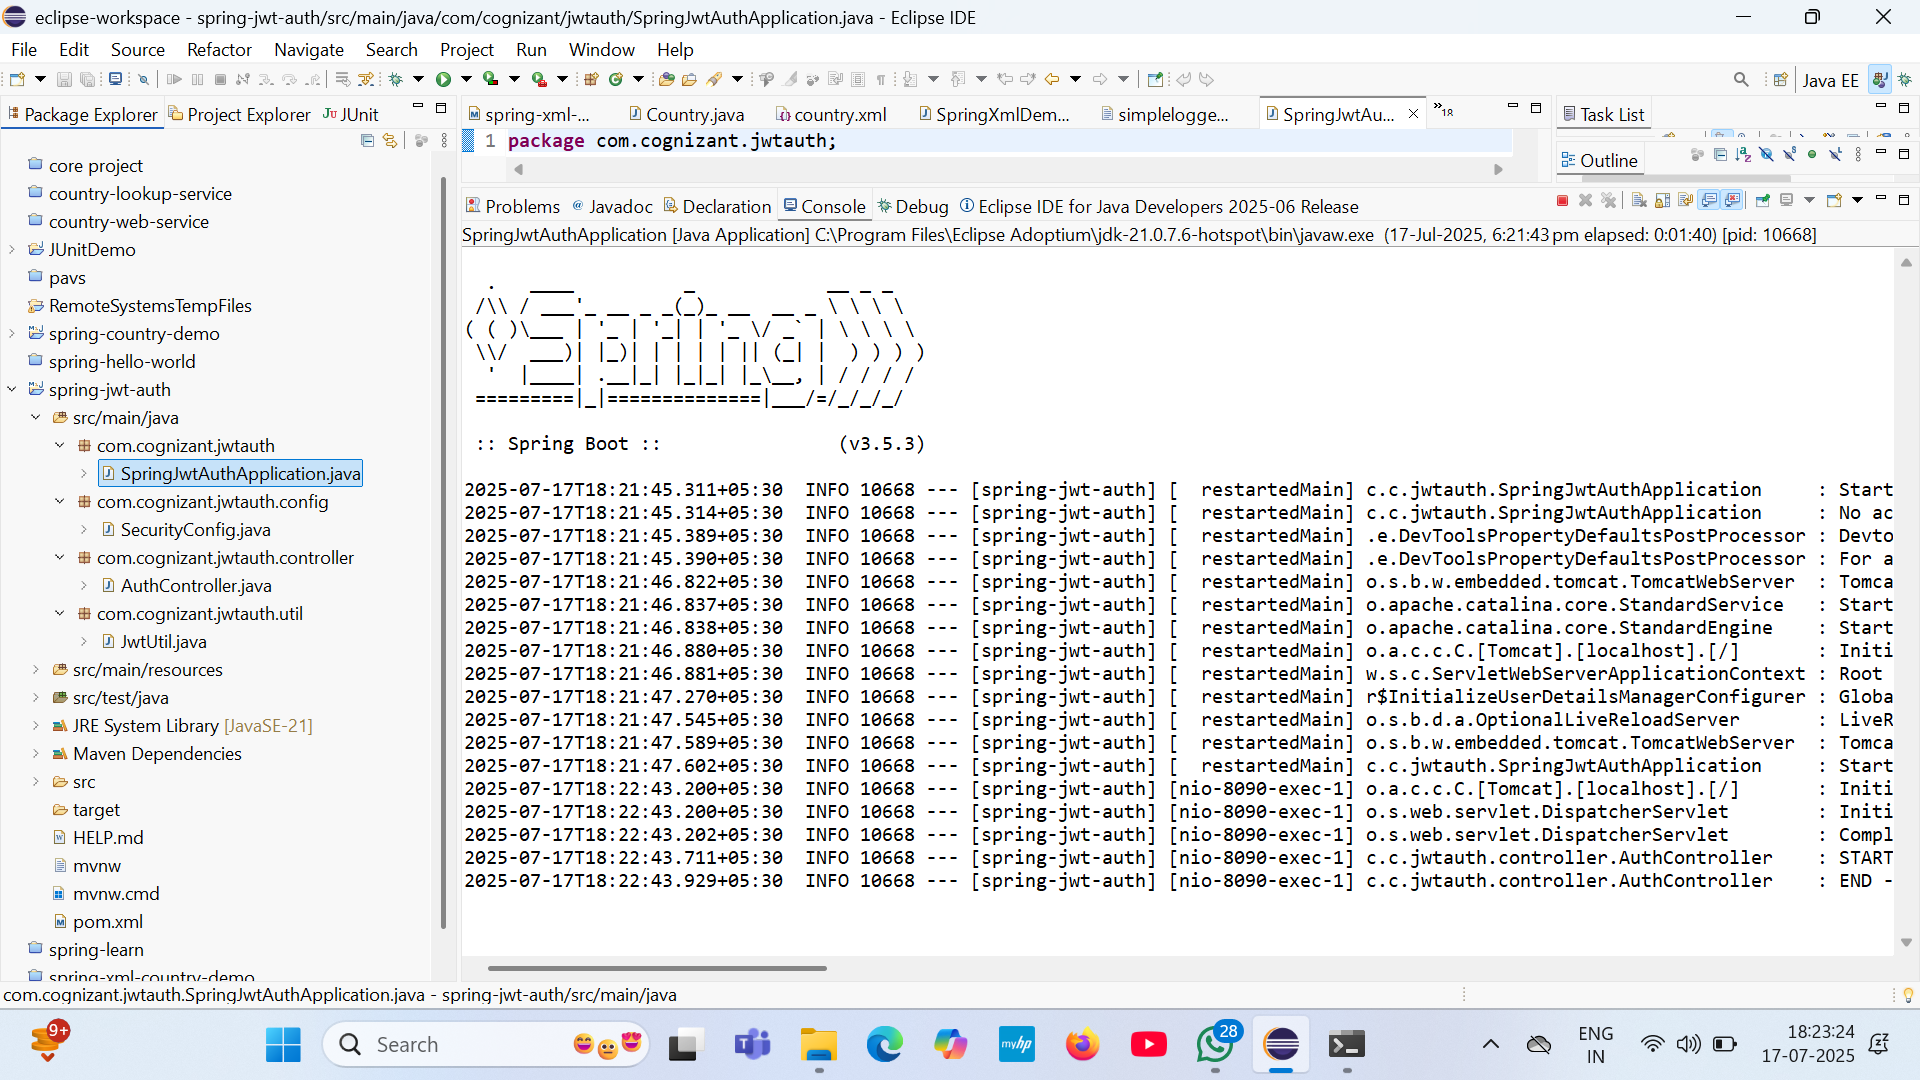 eclipse-workspace - spring-jwt-auth/src/main/java/com/cognizant/jwtauth/SpringJwtAuthApplication.java - Eclipse IDE
File Edit Source Refactor Navigate Search Project Run Window Help
Java EE
Package Explorer Project Explorer JUnit
spring-xml-... Country.java country.xml SpringXmlDem... simplelogge... SpringJwtAu... »18
Task List
1 package com.cognizant.jwtauth;
Outline
core project
country-lookup-service
country-web-service
JUnitDemo
pavs
RemoteSystemsTempFiles
spring-country-demo
spring-hello-world
spring-jwt-auth
src/main/java
com.cognizant.jwtauth
SpringJwtAuthApplication.java
com.cognizant.jwtauth.config
SecurityConfig.java
com.cognizant.jwtauth.controller
AuthController.java
com.cognizant.jwtauth.util
JwtUtil.java
src/main/resources
src/test/java
JRE System Library [JavaSE-21]
Maven Dependencies
src
target
HELP.md
mvnw
mvnw.cmd
pom.xml
spring-learn
spring-xml-country-demo
Problems Javadoc Declaration Console Debug Eclipse IDE for Java Developers 2025-06 Release
SpringJwtAuthApplication [Java Application] C:\Program Files\Eclipse Adoptium\jdk-21.0.7.6-hotspot\bin\javaw.exe (17-Jul-2025, 6:21:43 pm elapsed: 0:01:40) [pid: 10668]
  .   ____          _            __ _ _
 /\\ / ___'_ __ _ _(_)_ __  __ _ \ \ \ \
( ( )\___ | '_ | '_| | '_ \/ _` | \ \ \ \
 \\/  ___)| |_)| | | | | || (_| |  ) ) ) )
  '  |____| .__|_| |_|_| |_\__, | / / / /
 =========|_|==============|___/=/_/_/_/
:: Spring Boot :: (v3.5.3)
2025-07-17T18:21:45.311+05:30 INFO 10668 --- [spring-jwt-auth] [ restartedMain] c.c.jwtauth.SpringJwtAuthApplication : Start
2025-07-17T18:21:45.314+05:30 INFO 10668 --- [spring-jwt-auth] [ restartedMain] c.c.jwtauth.SpringJwtAuthApplication : No ac
2025-07-17T18:21:45.389+05:30 INFO 10668 --- [spring-jwt-auth] [ restartedMain] .e.DevToolsPropertyDefaultsPostProcessor : Devto
2025-07-17T18:21:45.390+05:30 INFO 10668 --- [spring-jwt-auth] [ restartedMain] .e.DevToolsPropertyDefaultsPostProcessor : For a
2025-07-17T18:21:46.822+05:30 INFO 10668 --- [spring-jwt-auth] [ restartedMain] o.s.b.w.embedded.tomcat.TomcatWebServer : Tomca
2025-07-17T18:21:46.837+05:30 INFO 10668 --- [spring-jwt-auth] [ restartedMain] o.apache.catalina.core.StandardService : Start
2025-07-17T18:21:46.838+05:30 INFO 10668 --- [spring-jwt-auth] [ restartedMain] o.apache.catalina.core.StandardEngine : Start
2025-07-17T18:21:46.880+05:30 INFO 10668 --- [spring-jwt-auth] [ restartedMain] o.a.c.c.C.[Tomcat].[localhost].[/] : Initi
2025-07-17T18:21:46.881+05:30 INFO 10668 --- [spring-jwt-auth] [ restartedMain] w.s.c.ServletWebServerApplicationContext : Root
2025-07-17T18:21:47.270+05:30 INFO 10668 --- [spring-jwt-auth] [ restartedMain] r$InitializeUserDetailsManagerConfigurer : Globa
2025-07-17T18:21:47.545+05:30 INFO 10668 --- [spring-jwt-auth] [ restartedMain] o.s.b.d.a.OptionalLiveReloadServer : LiveR
2025-07-17T18:21:47.589+05:30 INFO 10668 --- [spring-jwt-auth] [ restartedMain] o.s.b.w.embedded.tomcat.TomcatWebServer : Tomca
2025-07-17T18:21:47.602+05:30 INFO 10668 --- [spring-jwt-auth] [ restartedMain] c.c.jwtauth.SpringJwtAuthApplication : Start
2025-07-17T18:22:43.200+05:30 INFO 10668 --- [spring-jwt-auth] [nio-8090-exec-1] o.a.c.c.C.[Tomcat].[localhost].[/] : Initi
2025-07-17T18:22:43.200+05:30 INFO 10668 --- [spring-jwt-auth] [nio-8090-exec-1] o.s.web.servlet.DispatcherServlet : Initi
2025-07-17T18:22:43.202+05:30 INFO 10668 --- [spring-jwt-auth] [nio-8090-exec-1] o.s.web.servlet.DispatcherServlet : Compl
2025-07-17T18:22:43.711+05:30 INFO 10668 --- [spring-jwt-auth] [nio-8090-exec-1] c.c.jwtauth.controller.AuthController : START
2025-07-17T18:22:43.929+05:30 INFO 10668 --- [spring-jwt-auth] [nio-8090-exec-1] c.c.jwtauth.controller.AuthController : END -
com.cognizant.jwtauth.SpringJwtAuthApplication.java - spring-jwt-auth/src/main/java
9+
Search
myhp
28
ENG
IN
18:23:24
17-07-2025